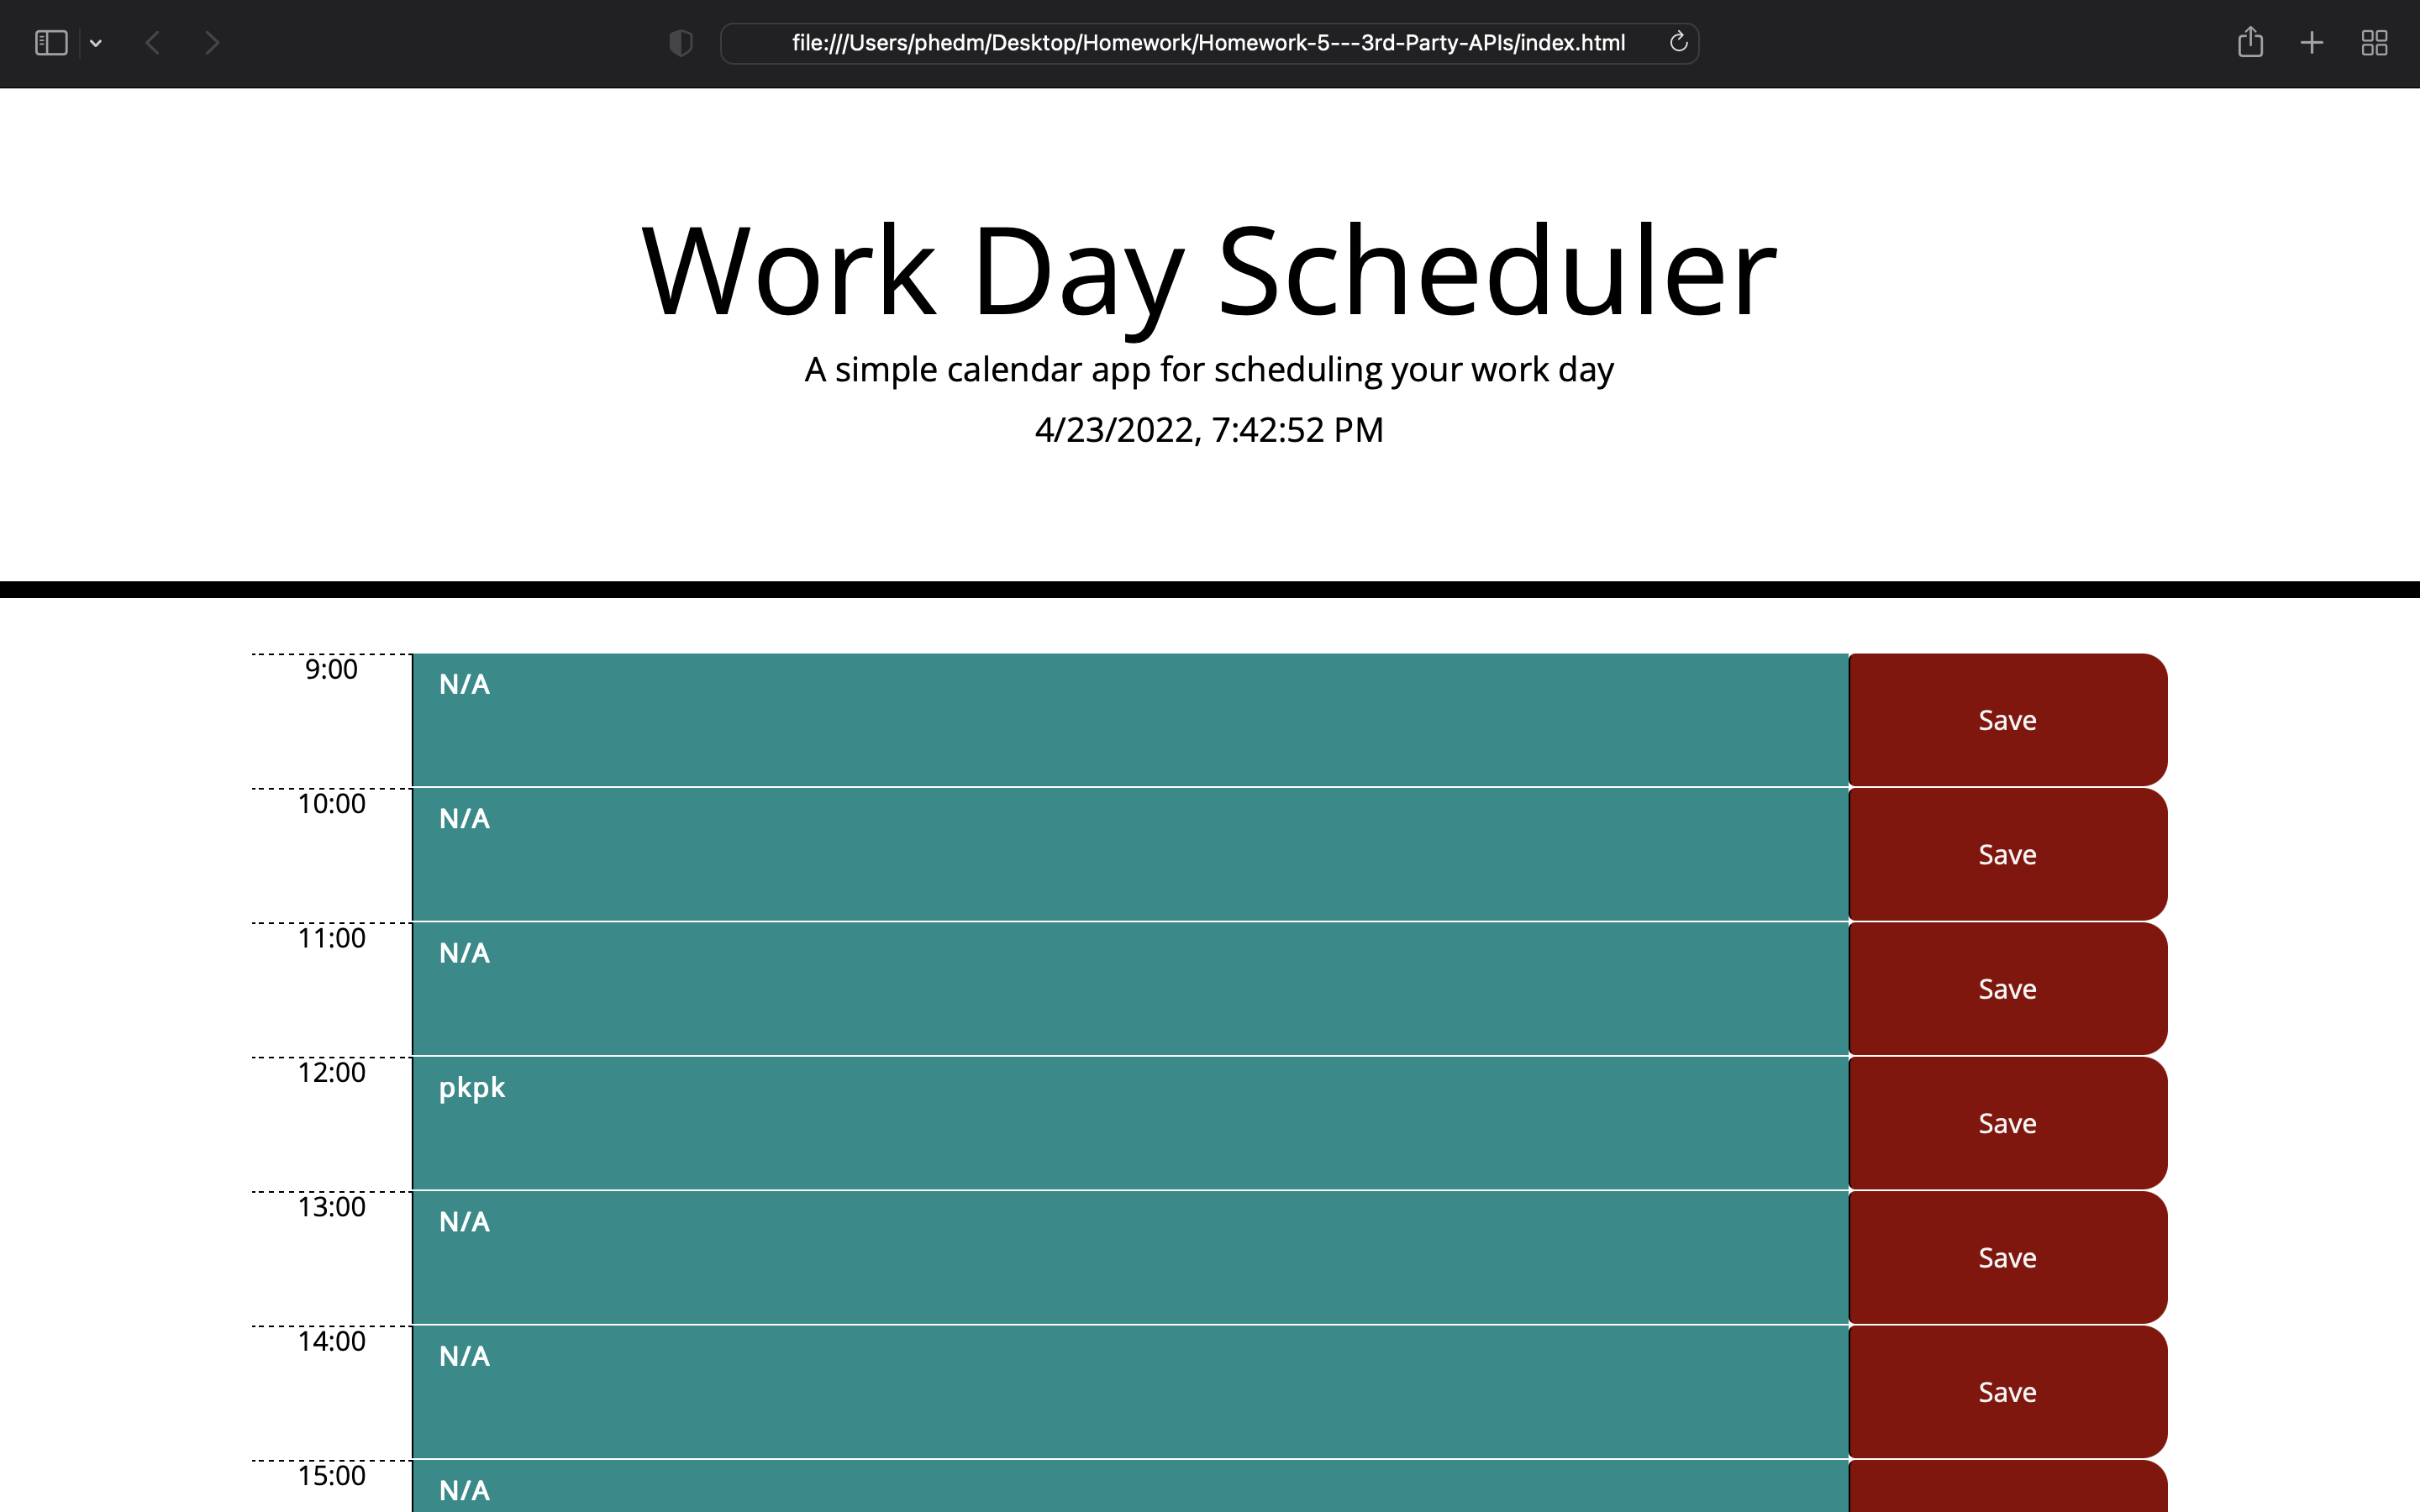 file:///Users/phedm/Desktop/Homework/Homework-5---3rd-Party-APIs/index.html
Work Day Scheduler
A simple calendar app for scheduling your work day
4/23/2022, 7:42:52 PM
9:00 N/A Save
10:00 N/A Save
11:00 N/A Save
12:00 pkpk Save
13:00 N/A Save
14:00 N/A Save
15:00 N/A